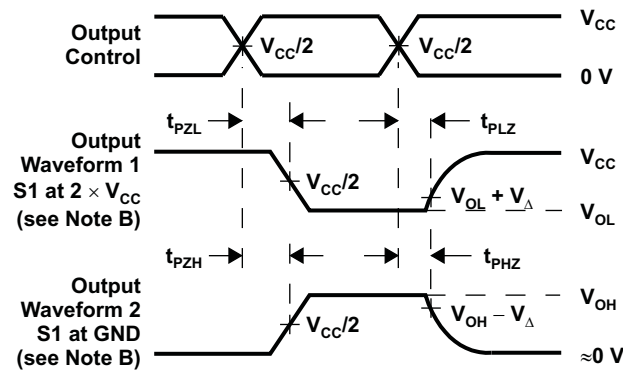 Output
Control
V_CC/2
V_CC/2
V_CC
0 V
t_PZL
t_PLZ
Output
Waveform 1
S1 at 2 × V_CC
(see Note B)
V_CC/2
V_CC
V_OL + V_Δ
V_OL
t_PZH
t_PHZ
Output
Waveform 2
S1 at GND
(see Note B)
V_CC/2
V_OH
V_OH – V_Δ
≈0 V